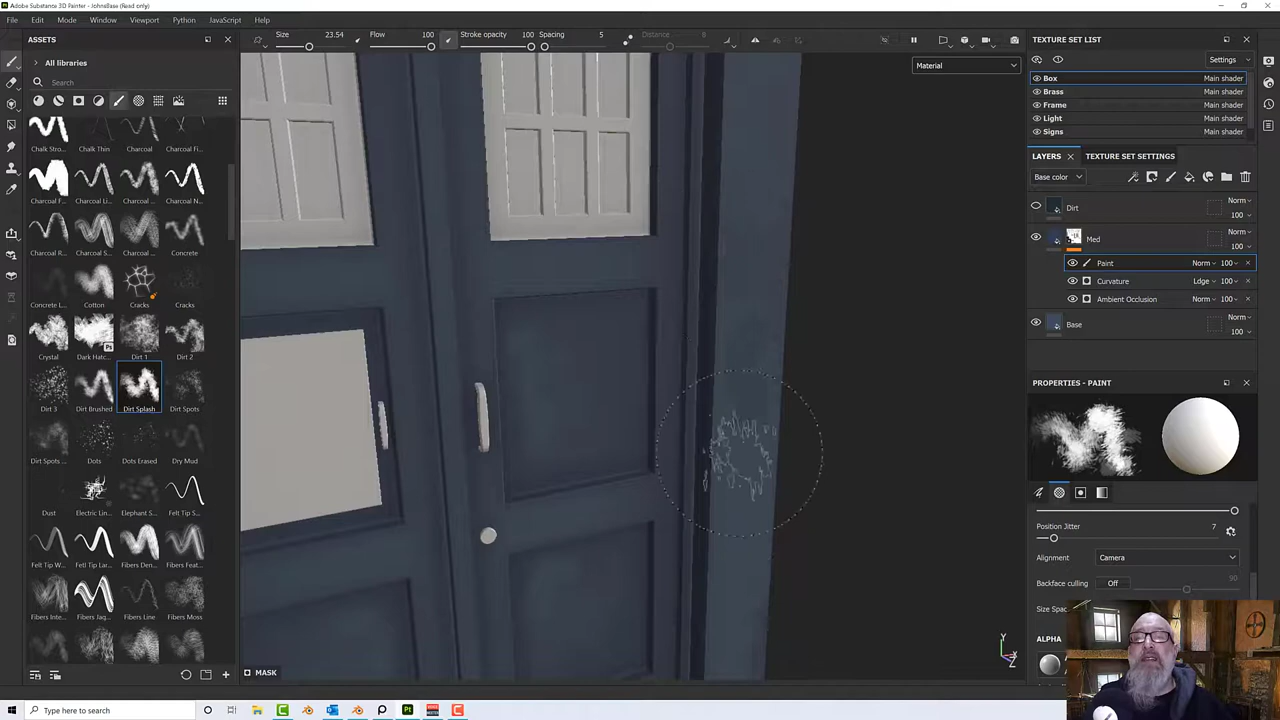 Adobe Substance 3D Painter - JohnsBase (Read only)
File Edit Mode Window Viewport Python JavaScript Help
Size 23.54 Flow 100 Stroke opacity 100 Spacing 5 Distance 8
ASSETS
All libraries
Search
Chalk Stro... Chalk Thin Charcoal Charcoal Fi...
Charcoal F... Charcoal Li... Charcoal ... Charcoal N...
Charcoal R... Charcoal S... Charcoal ... Concrete
Concrete L... Cotton Cracks Cracks
Crystal Dark Hatc... Dirt 1 Dirt 2
Dirt 3 Dirt Brushed Dirt Splash Dirt Spots
Dirt Spots ... Dots Dots Erased Dry Mud
Dust Electric Lin... Elephant S... Felt Tip S...
Felt Tip W... Felt Tip Lar... Fibers Den... Fibers Feat...
Fibers Inte... Fibers Jag... Fibers Line Fibers Moss
Material
MASK
Y
X
Z
TEXTURE SET LIST
Settings
Box Main shader
Brass Main shader
Frame Main shader
Light Main shader
Signs Main shader
LAYERS TEXTURE SET SETTINGS
Base color
Dirt Norm 100
Med Norm 100
Paint Norm 100
Curvature Ldge 100
Ambient Occlusion Norm 100
Base Norm 100
PROPERTIES - PAINT
Position Jitter 7
Alignment Camera
Backface culling Off 90
Size Spac
ALPHA
Type here to search